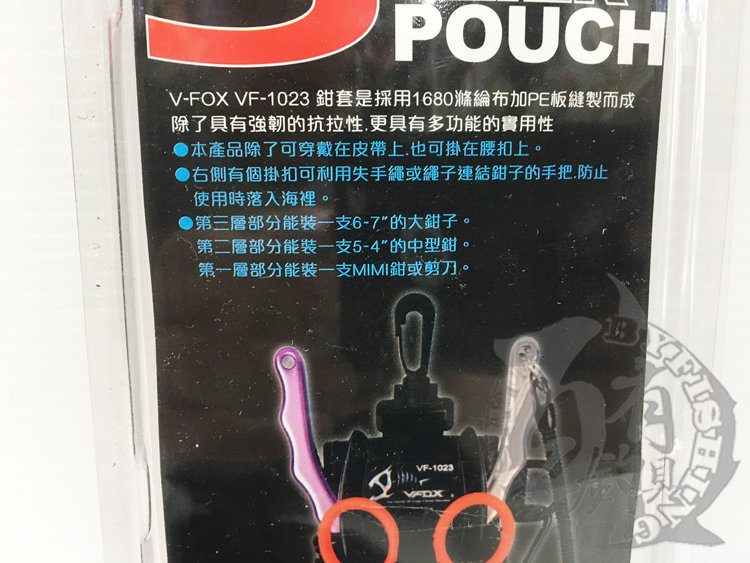 POUCH
V-FOX VF-1023 鉗套是採用1680滌綸布加PE板縫製而成
除了具有強韌的抗拉性.更具有多功能的實用性
●本產品除了可穿戴在皮帶上.也可掛在腰扣上。
●右側有個掛扣可利用失手繩或繩子連結鉗子的手把.防止
使用時落入海裡。
●第三層部分能裝一支6-7"的大鉗子。
第二層部分能裝一支5-4"的中型鉗。
第一層部分能裝一支MIMI鉗或剪刀。
VF-1023
V-FOX
BYFISHING